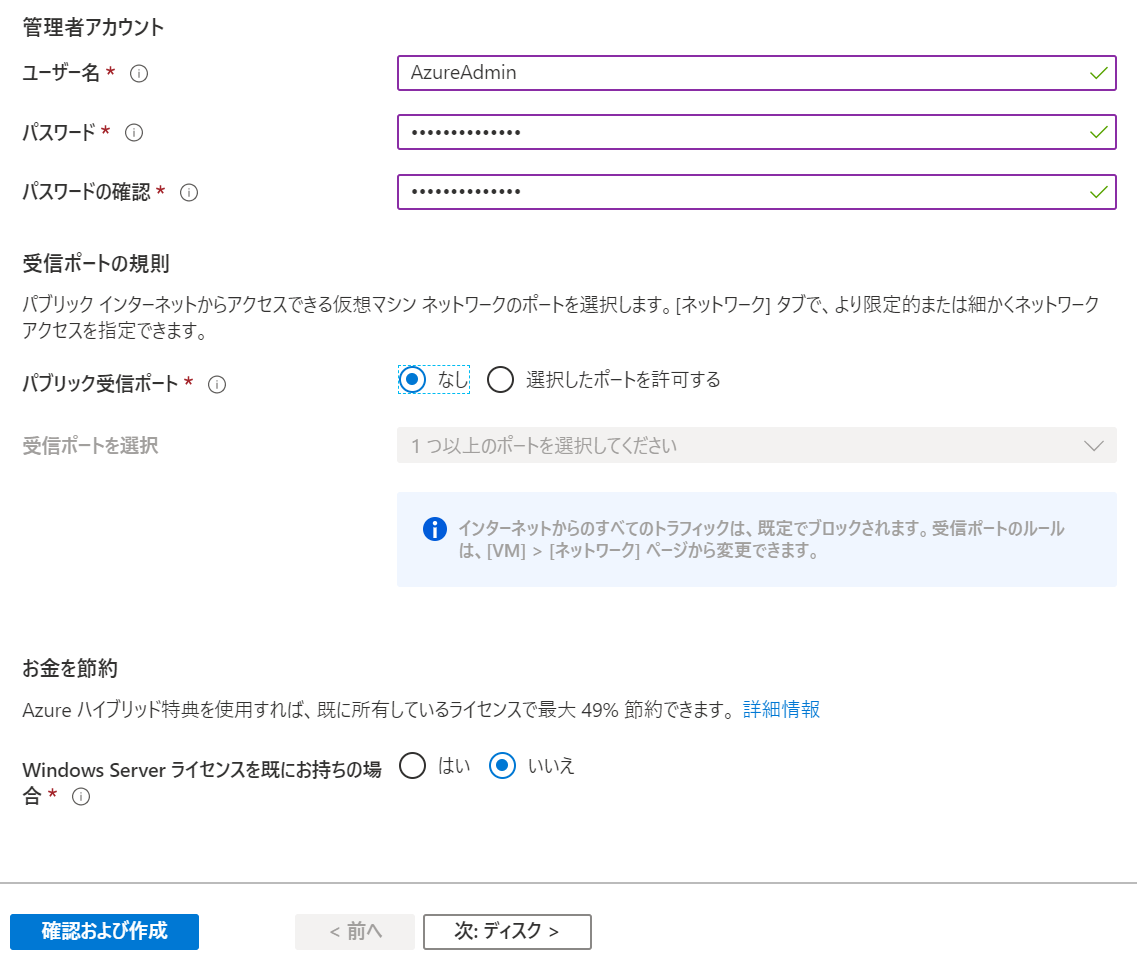 管理者アカウント
ユーザー名 *
AzureAdmin
パスワード *
••••••••••••••
パスワードの確認 *
••••••••••••••
受信ポートの規則
パブリック インターネットからアクセスできる仮想マシン ネットワークのポートを選択します。[ネットワーク] タブで、より限定的または細かくネットワーク
アクセスを指定できます。
パブリック受信ポート *
なし 選択したポートを許可する
受信ポートを選択
1 つ以上のポートを選択してください
インターネットからのすべてのトラフィックは、既定でブロックされます。受信ポートのルール
は、[VM] > [ネットワーク] ページから変更できます。
お金を節約
Azure ハイブリッド特典を使用すれば、既に所有しているライセンスで最大 49% 節約できます。 詳細情報
Windows Server ライセンスを既にお持ちの場
合 *
はい いいえ
確認および作成
< 前へ
次: ディスク >